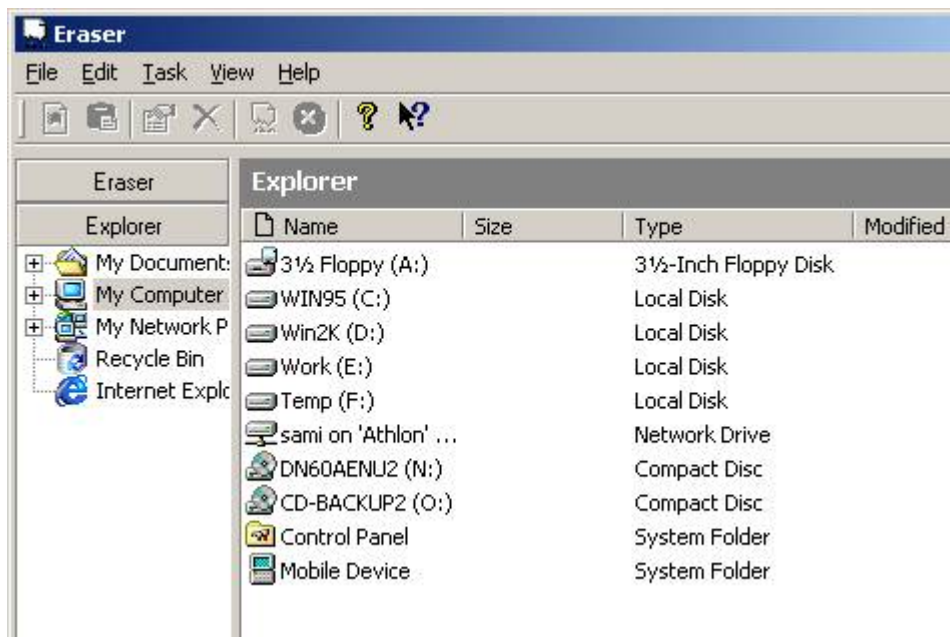 Eraser
File Edit Task View Help
Eraser
Explorer
My Document
My Computer
My Network P
Recycle Bin
Internet Explo
Explorer
Name Size Type Modified
3½ Floppy (A:) 3½-Inch Floppy Disk
WIN95 (C:) Local Disk
Win2K (D:) Local Disk
Work (E:) Local Disk
Temp (F:) Local Disk
sami on 'Athlon' ... Network Drive
DN60AENU2 (N:) Compact Disc
CD-BACKUP2 (O:) Compact Disc
Control Panel System Folder
Mobile Device System Folder